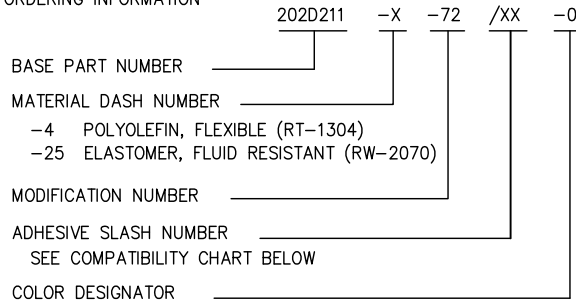 ORDERING INFORMATION
202D211 -X -72 /XX -0
BASE PART NUMBER
MATERIAL DASH NUMBER
-4 POLYOLEFIN, FLEXIBLE (RT-1304)
-25 ELASTOMER, FLUID RESISTANT (RW-2070)
MODIFICATION NUMBER
ADHESIVE SLASH NUMBER
SEE COMPATIBILITY CHART BELOW
COLOR DESIGNATOR